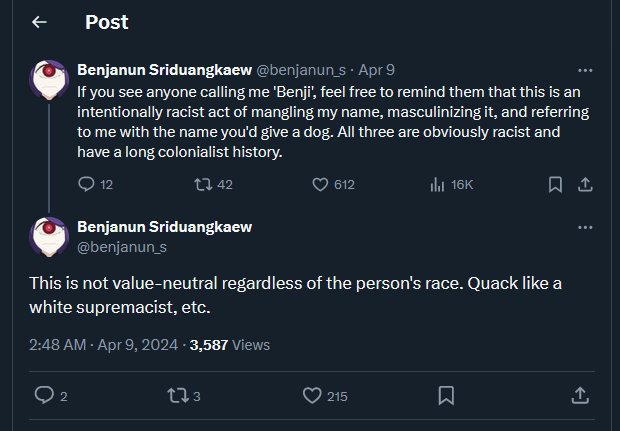 Post
Benjanun Sriduangkaew @benjanun_s · Apr 9
If you see anyone calling me 'Benji', feel free to remind them that this is an
intentionally racist act of mangling my name, masculinizing it, and referring
to me with the name you'd give a dog. All three are obviously racist and
have a long colonialist history.
12 42 612 16K
Benjanun Sriduangkaew
@benjanun_s
This is not value-neutral regardless of the person's race. Quack like a
white supremacist, etc.
2:48 AM · Apr 9, 2024 · 3,587 Views
2 3 215